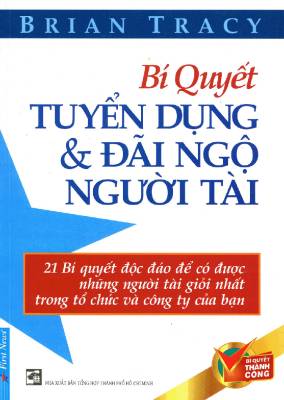 BRIAN TRACY
Bí Quyết
TUYỂN DỤNG
& ĐÃI NGỘ
NGƯỜI TÀI
21 Bí quyết độc đáo để có được
những người tài giỏi nhất
trong tổ chức và công ty của bạn
First News
NHÀ XUẤT BẢN TỔNG HỢP THÀNH PHỐ HỒ CHÍ MINH
BÍ QUYẾT
THÀNH
CÔNG